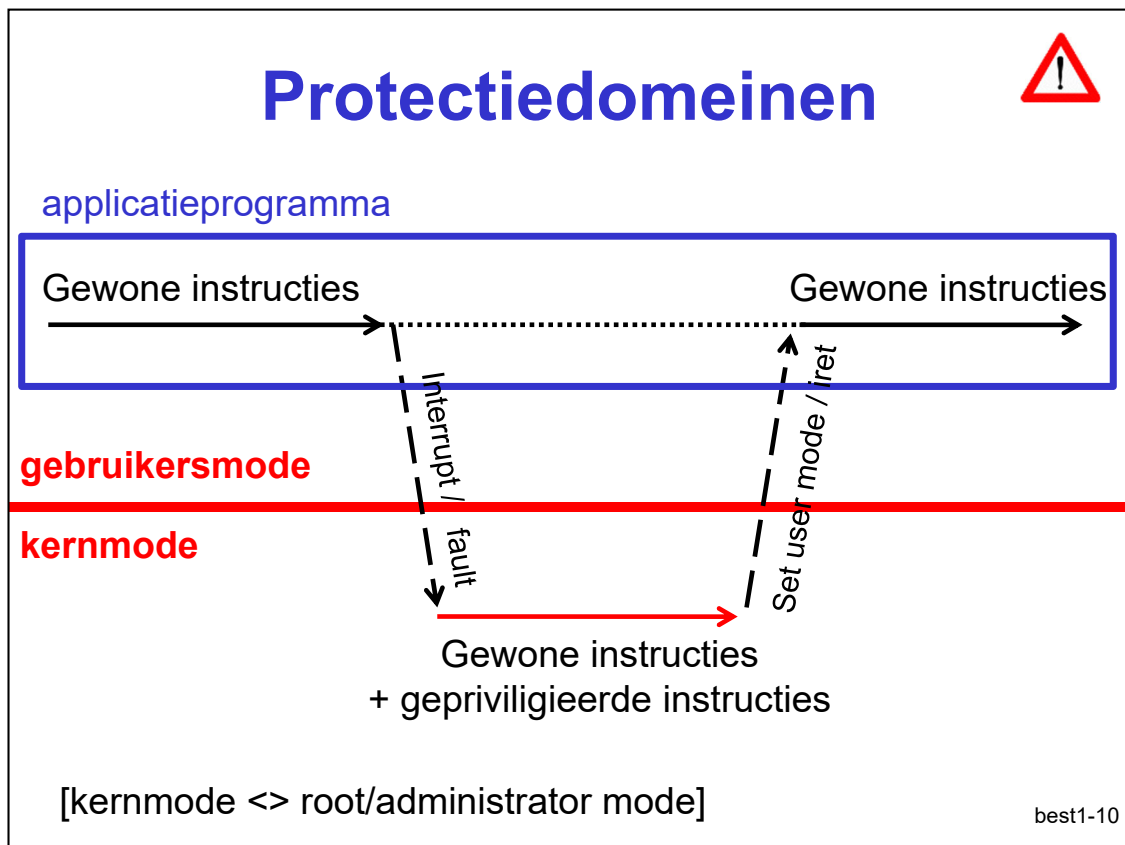 Protectiedomeinen
applicatieprogramma
Gewone instructies
Gewone instructies
Interrupt / fault
Set user mode / iret
gebruikersmode
kernmode
Gewone instructies
+ gepriviligieerde instructies
[kernmode <> root/administrator mode]
best1-10